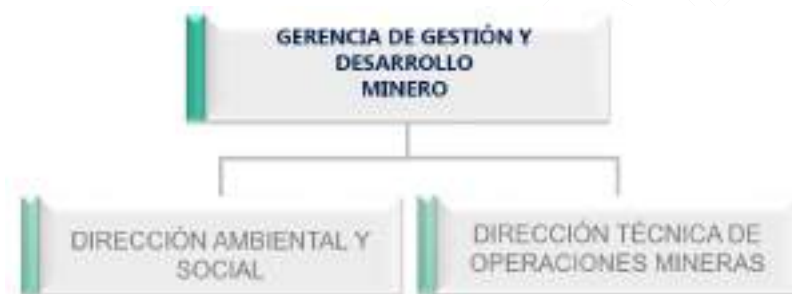 GERENCIA DE GESTIÓN Y
DESARROLLO
MINERO
DIRECCIÓN AMBIENTAL Y
SOCIAL
DIRECCIÓN TÉCNICA DE
OPERACIONES MINERAS